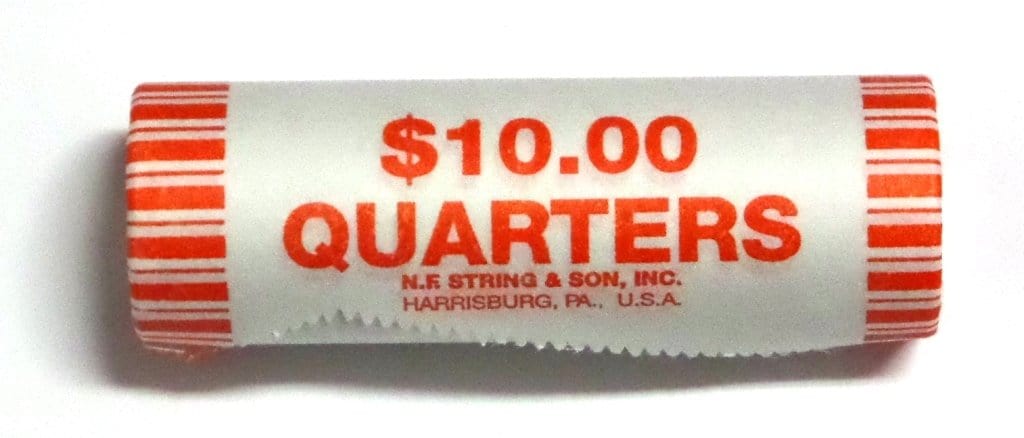 $10.00
QUARTERS
N.F. STRING & SON, INC.
HARRISBURG, PA., U.S.A.